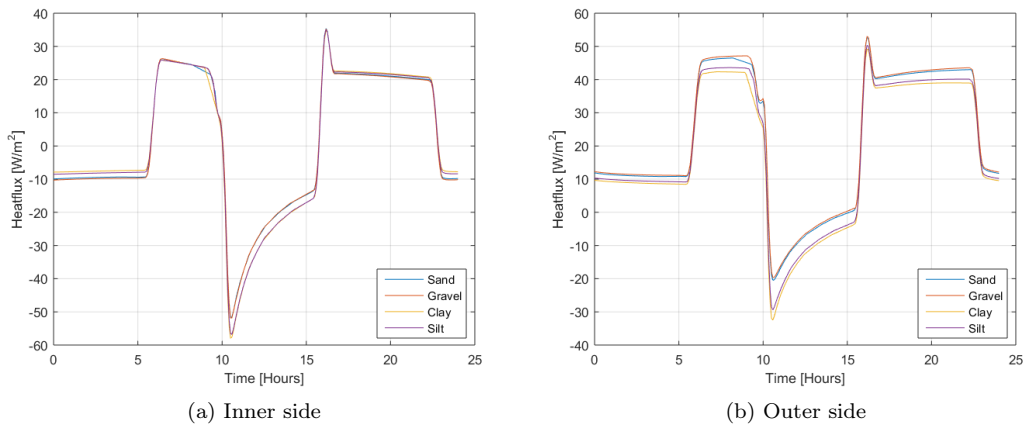 40
30
20
10
0
-10
-20
-30
-40
-50
-60
Heatflux [W/m²]
0 5 10 15 20 25
Time [Hours]
Sand
Gravel
Clay
Silt
(a) Inner side
60
50
40
30
20
10
0
-10
-20
-30
-40
Heatflux [W/m²]
0 5 10 15 20 25
Time [Hours]
Sand
Gravel
Clay
Silt
(b) Outer side